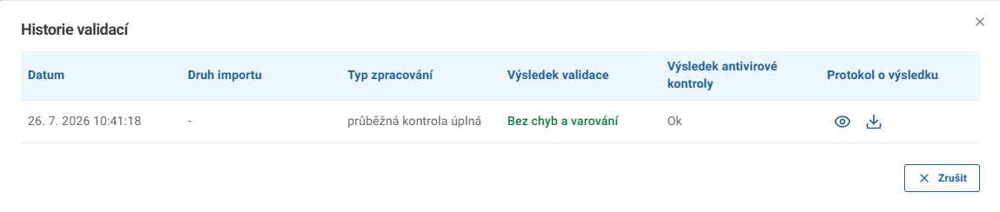 Historie validací
Datum
Druh importu
Typ zpracování
Výsledek validace
Výsledek antivirové
kontroly
Protokol o výsledku
26. 7. 2026 10:41:18
-
průběžná kontrola úplná
Bez chyb a varování
Ok
Zrušit